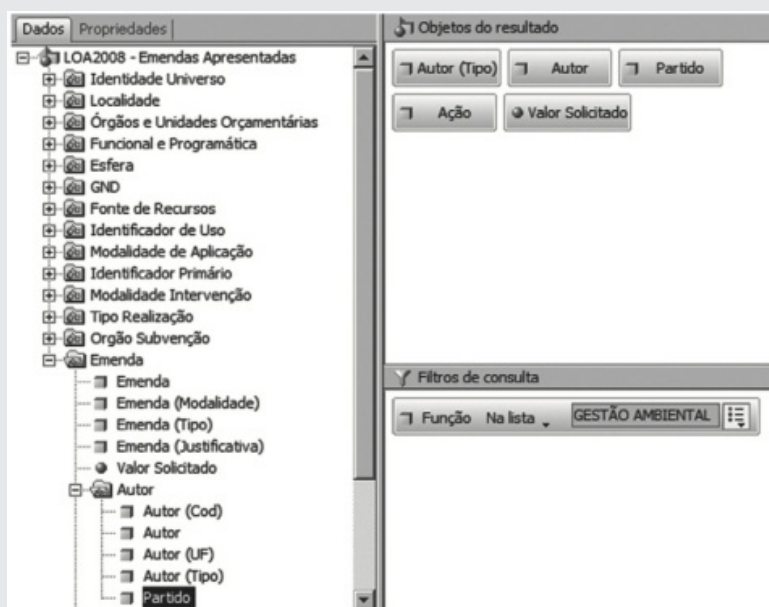 Dados Propriedades
LOA2008 - Emendas Apresentadas
Identidade Universo
Localidade
Órgãos e Unidades Orçamentárias
Funcional e Programática
Esfera
GND
Fonte de Recursos
Identificador de Uso
Modalidade de Aplicação
Identificador Primário
Modalidade Intervenção
Tipo Realização
Orgão Subvenção
Emenda
Emenda
Emenda (Modalidade)
Emenda (Tipo)
Emenda (Justificativa)
Valor Solicitado
Autor
Autor (Cod)
Autor
Autor (UF)
Autor (Tipo)
Partido
Objetos do resultado
Autor (Tipo) Autor Partido
Ação Valor Solicitado
Filtros de consulta
Função Na lista GESTÃO AMBIENTAL